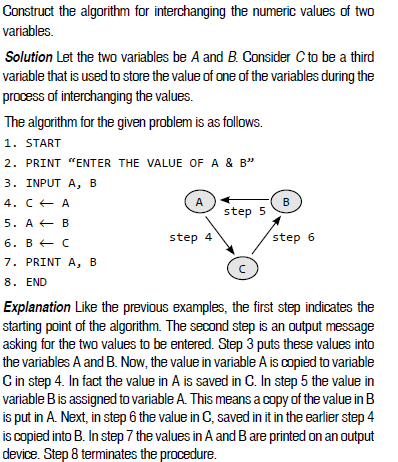 Construct the algorithm for interchanging the numeric values of two
variables.
Solution Let the two variables be A and B. Consider C to be a third
variable that is used to store the value of one of the variables during the
process of interchanging the values.
The algorithm for the given problem is as follows.
1. START
2. PRINT “ENTER THE VALUE OF A & B”
3. INPUT A, B
4. C ← A
5. A ← B
6. B ← C
7. PRINT A, B
8. END
A
B
step 5
step 4
step 6
C
Explanation Like the previous examples, the first step indicates the
starting point of the algorithm. The second step is an output message
asking for the two values to be entered. Step 3 puts these values into
the variables A and B. Now, the value in variable A is copied to variable
C in step 4. In fact the value in A is saved in C. In step 5 the value in
variable B is assigned to variable A. This means a copy of the value in B
is put in A. Next, in step 6 the value in C, saved in it in the earlier step 4
is copied into B. In step 7 the values in A and B are printed on an output
device. Step 8 terminates the procedure.